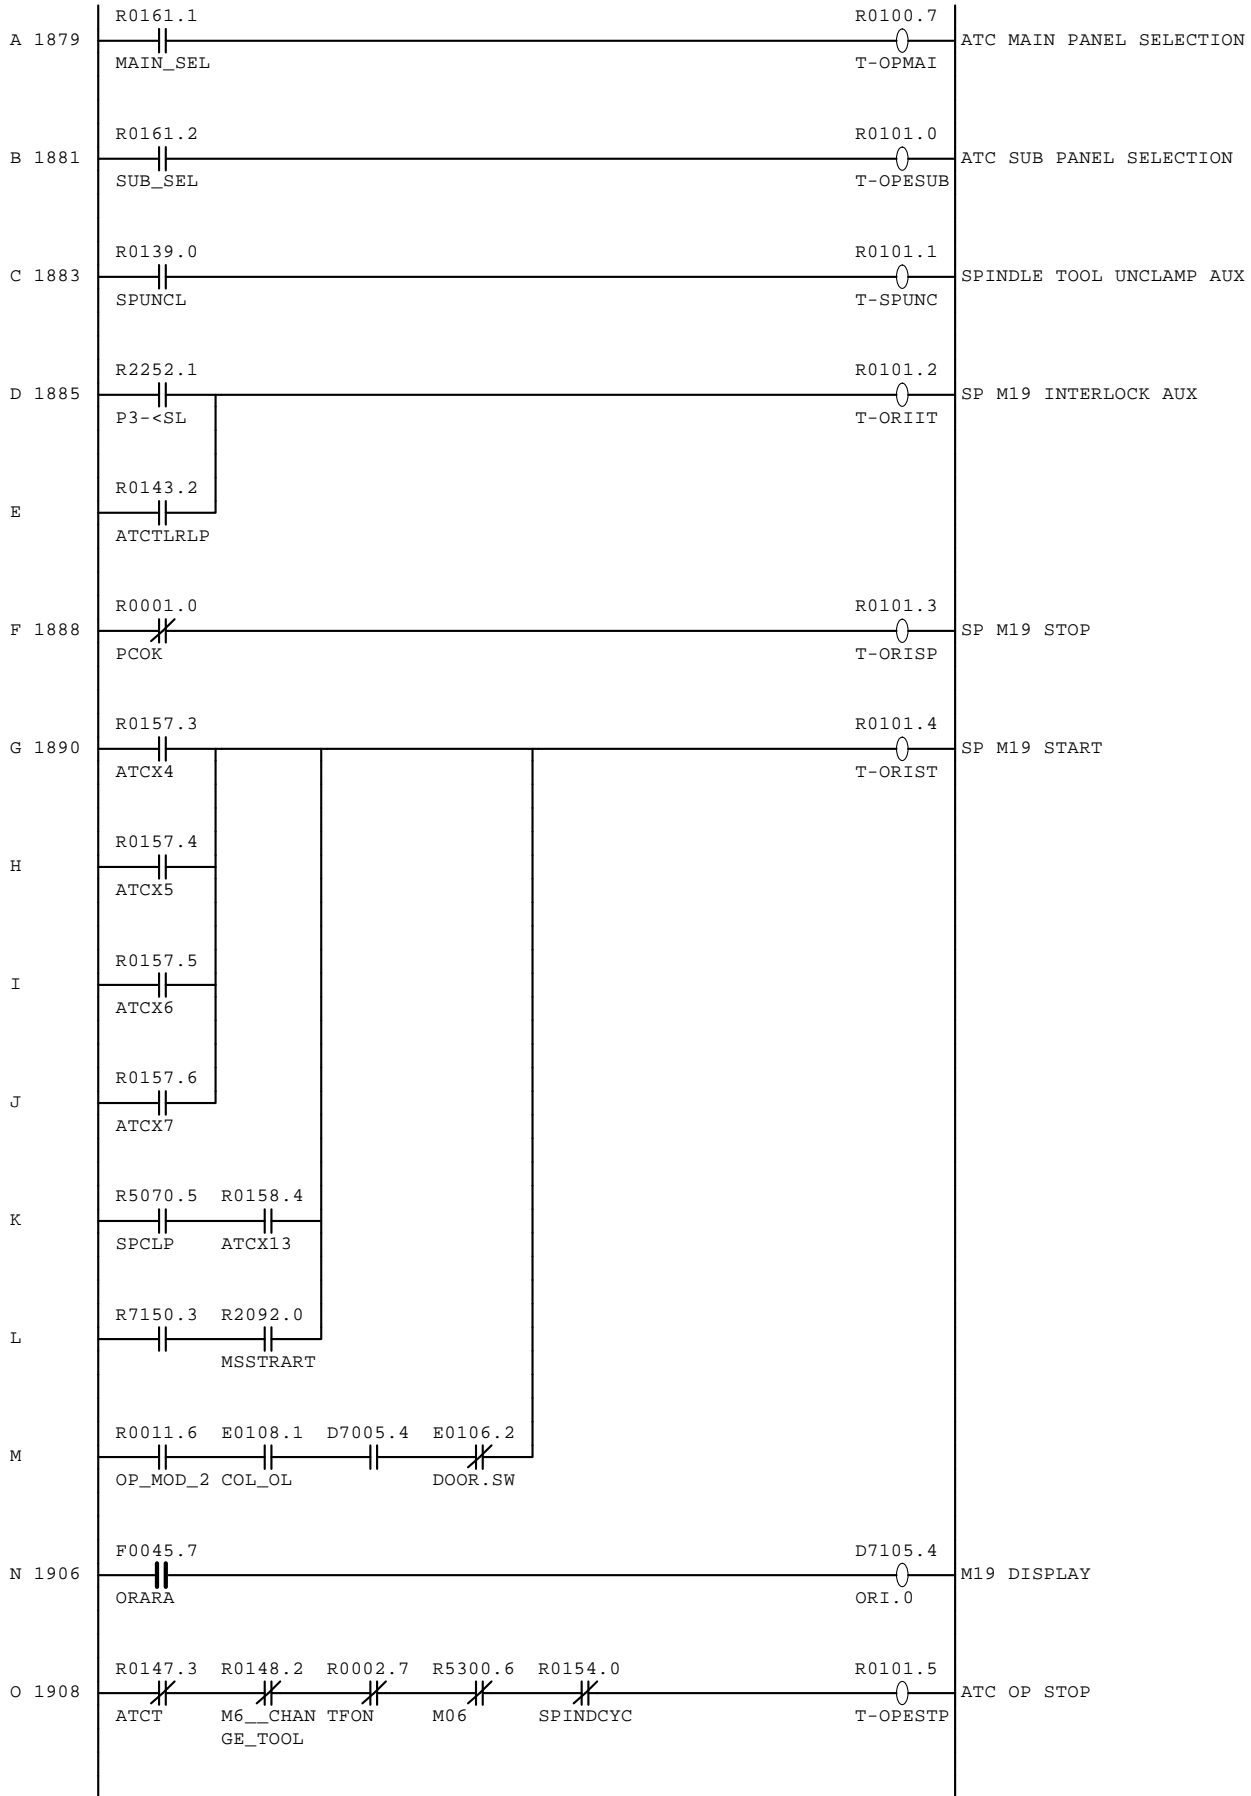 R0161.1 R0100.7
A 1879 ATC MAIN PANEL SELECTION
MAIN_SEL T-OPMAI
R0161.2 R0101.0
B 1881 ATC SUB PANEL SELECTION
SUB_SEL T-OPESUB
R0139.0 R0101.1
C 1883 SPINDLE TOOL UNCLAMP AUX
SPUNCL T-SPUNC
R2252.1 R0101.2
D 1885 SP M19 INTERLOCK AUX
P3-<SL T-ORIIT
R0143.2
E
ATCTLRLP
R0001.0 R0101.3
F 1888 SP M19 STOP
PCOK T-ORISP
R0157.3 R0101.4
G 1890 SP M19 START
ATCX4 T-ORIST
R0157.4
H
ATCX5
R0157.5
I
ATCX6
R0157.6
J
ATCX7
R5070.5 R0158.4
K
SPCLP ATCX13
R7150.3 R2092.0
L
MSSTRART
R0011.6 E0108.1 D7005.4 E0106.2
M
OP_MOD_2 COL_OL DOOR.SW
F0045.7 D7105.4
N 1906 M19 DISPLAY
ORARA ORI.0
R0147.3 R0148.2 R0002.7 R5300.6 R0154.0 R0101.5
O 1908 ATC OP STOP
ATCT M6__CHAN TFON M06 SPINDCYC T-OPESTP
GE_TOOL